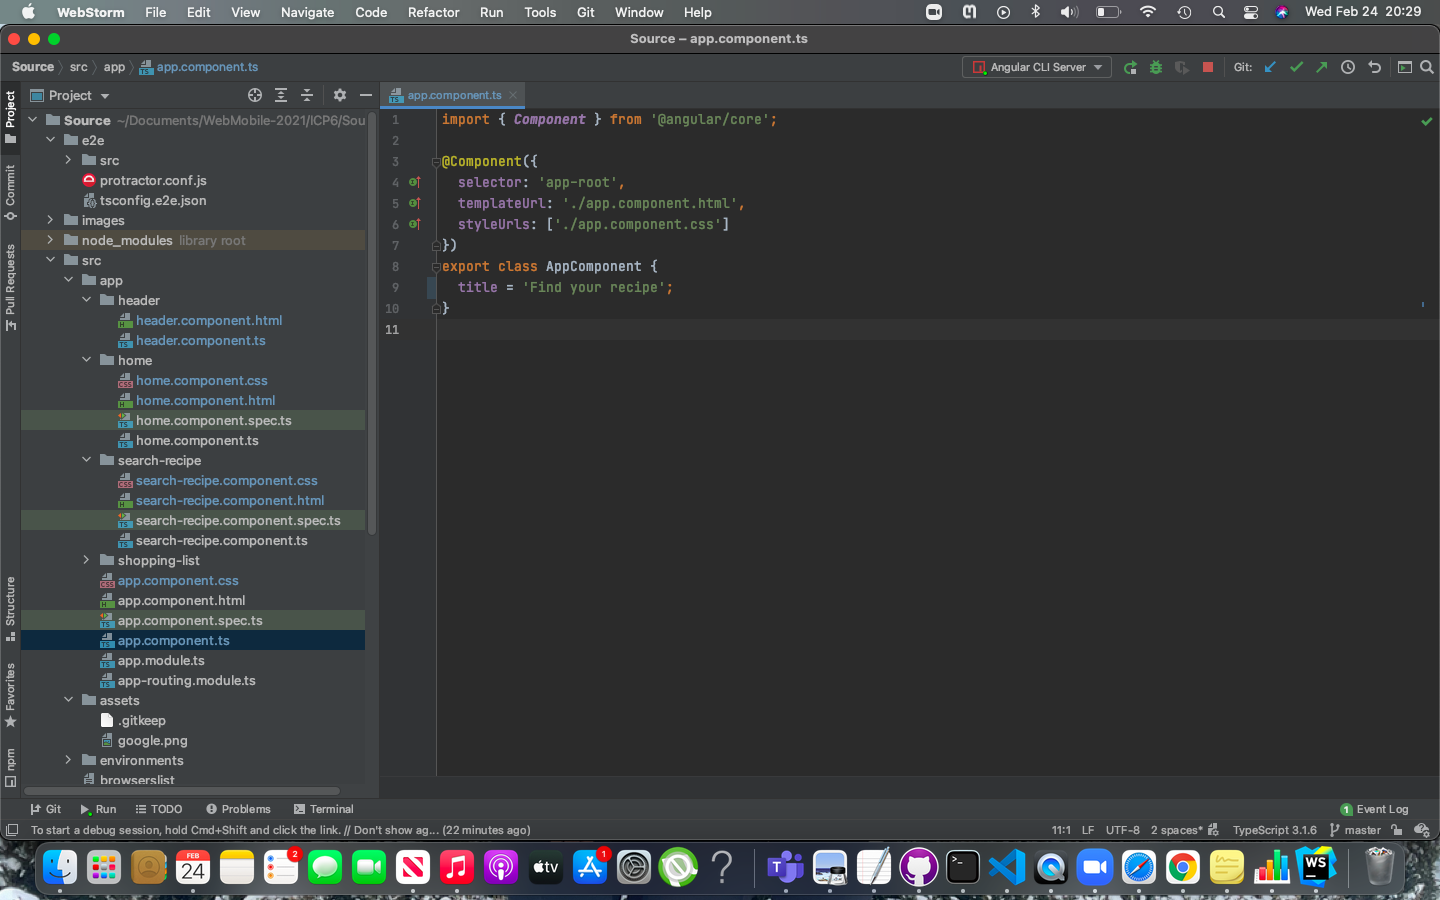 WebStorm File Edit View Navigate Code Refactor Run Tools Git Window Help Wed Feb 24 20:29
Source – app.component.ts
Source src app app.component.ts Angular CLI Server Git:
Project app.component.ts
Source ~/Documents/WebMobile-2021/ICP6/Sou
e2e
src
protractor.conf.js
tsconfig.e2e.json
images
node_modules library root
src
app
header
header.component.html
header.component.ts
home
home.component.css
home.component.html
home.component.spec.ts
home.component.ts
search-recipe
search-recipe.component.css
search-recipe.component.html
search-recipe.component.spec.ts
search-recipe.component.ts
shopping-list
app.component.css
app.component.html
app.component.spec.ts
app.component.ts
app.module.ts
app-routing.module.ts
assets
.gitkeep
google.png
environments
browserslist
1 import { Component } from '@angular/core';
2
3 @Component({
4 selector: 'app-root',
5 templateUrl: './app.component.html',
6 styleUrls: ['./app.component.css']
7 })
8 export class AppComponent {
9 title = 'Find your recipe';
10 }
11
Project
Commit
Pull Requests
Structure
Favorites
npm
Git Run TODO Problems Terminal 1 Event Log
To start a debug session, hold Cmd+Shift and click the link. // Don't show ag... (22 minutes ago) 11:1 LF UTF-8 2 spaces* TypeScript 3.1.6 master
FEB
24
2
tv
1
WS